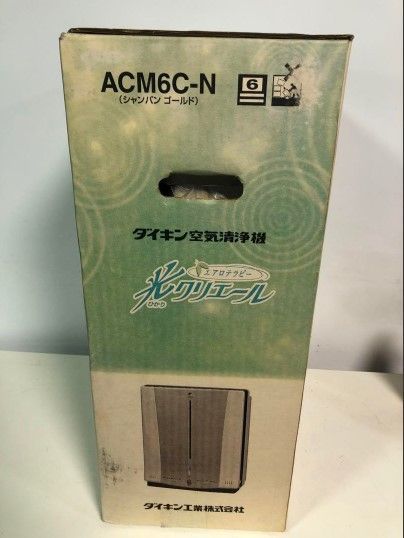 ACM6C-N
(シャンパン ゴールド)
6
ダイキン空気清浄機
エアロテラピー
光クリエール
ひかり
ダイキン工業株式会社